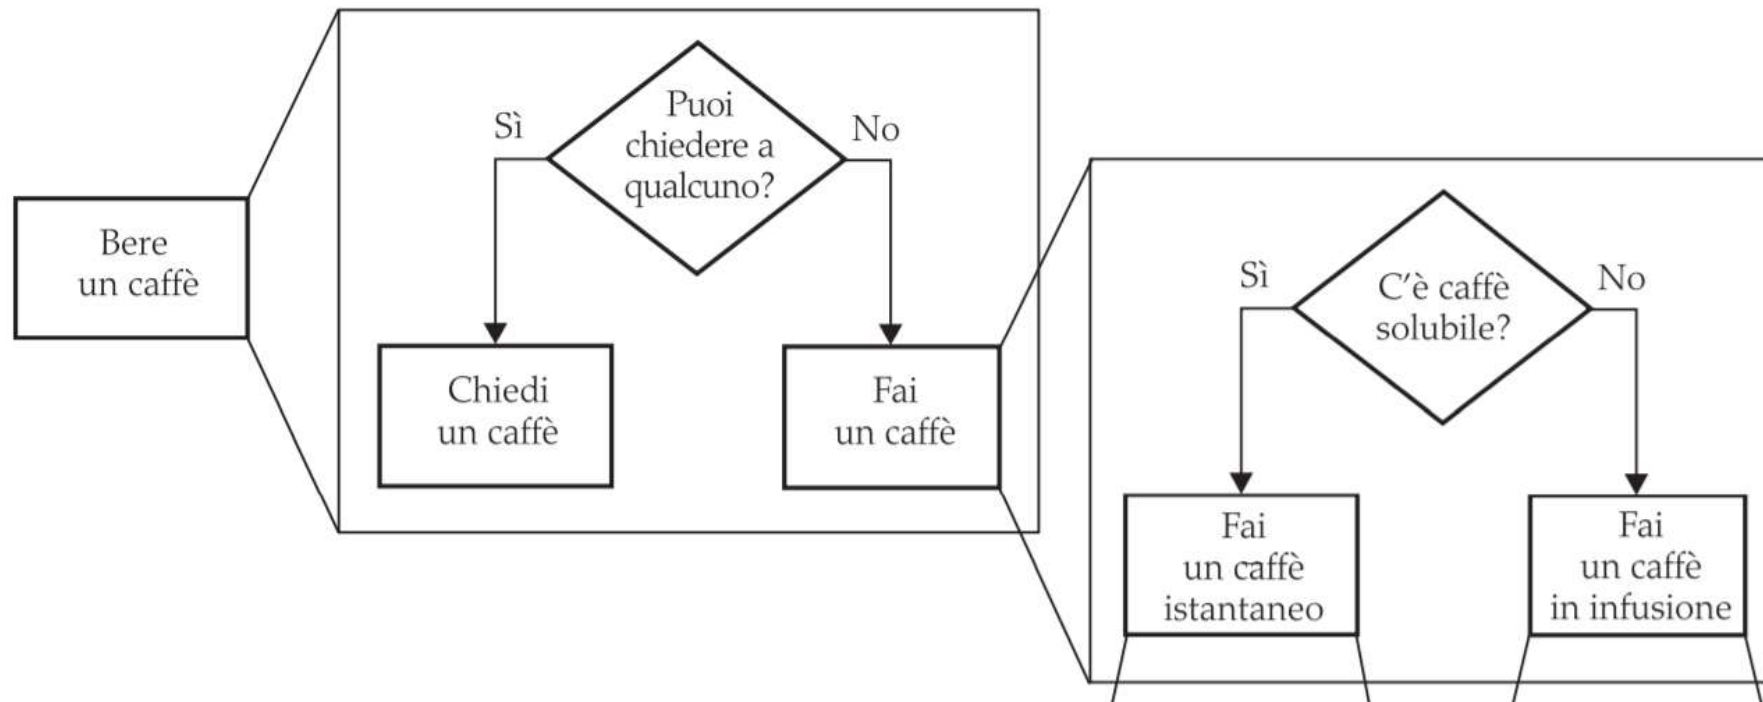 Bere
un caffè
Puoi
chiedere a
qualcuno?
Sì
No
Chiedi
un caffè
Fai
un caffè
C'è caffè
solubile?
Sì
No
Fai
un caffè
istantaneo
Fai
un caffè
in infusione